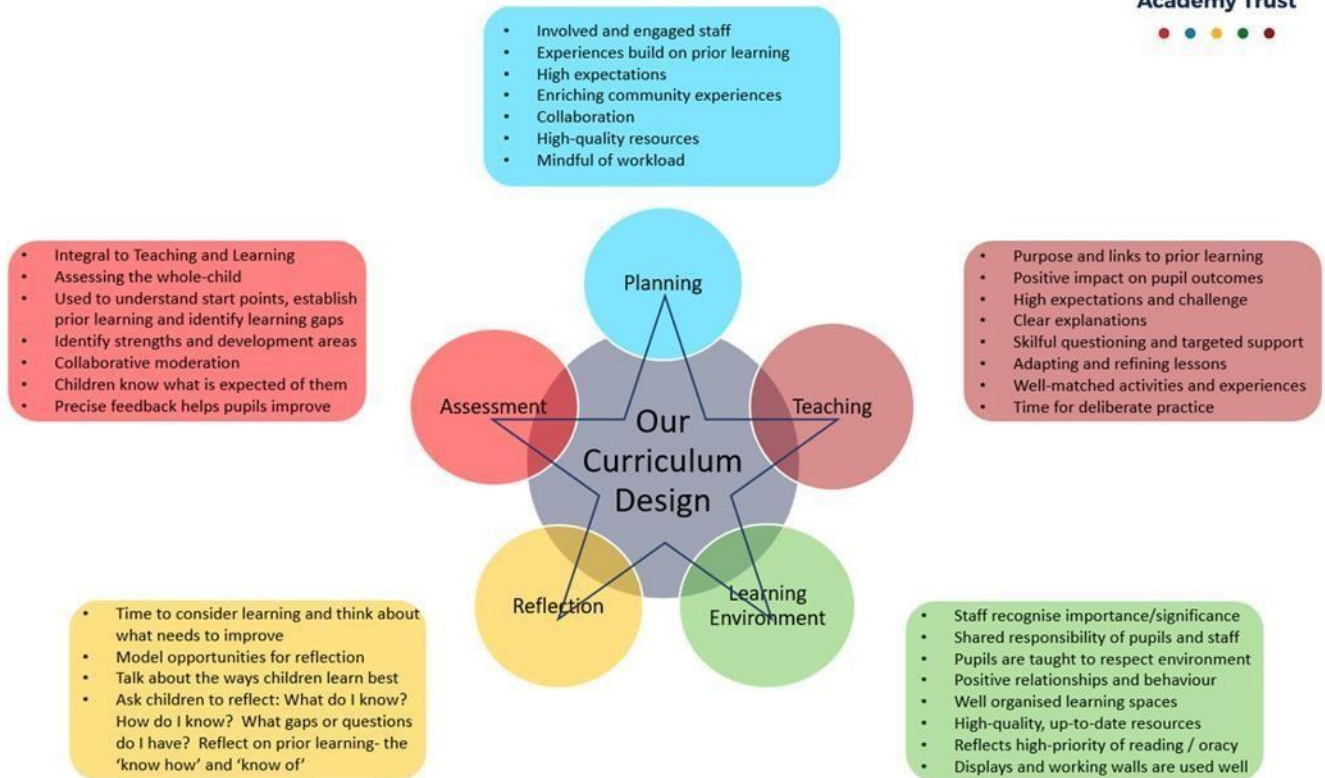 Academy Trust
• Involved and engaged staff
• Experiences build on prior learning
• High expectations
• Enriching community experiences
• Collaboration
• High-quality resources
• Mindful of workload
• Integral to Teaching and Learning
• Assessing the whole-child
• Used to understand start points, establish
prior learning and identify learning gaps
• Identify strengths and development areas
• Collaborative moderation
• Children know what is expected of them
• Precise feedback helps pupils improve
• Purpose and links to prior learning
• Positive impact on pupil outcomes
• High expectations and challenge
• Clear explanations
• Skilful questioning and targeted support
• Adapting and refining lessons
• Well-matched activities and experiences
• Time for deliberate practice
Planning
Assessment
Teaching
Our
Curriculum
Design
Reflection
Learning
Environment
• Time to consider learning and think about
what needs to improve
• Model opportunities for reflection
• Talk about the ways children learn best
• Ask children to reflect: What do I know?
How do I know? What gaps or questions
do I have? Reflect on prior learning- the
‘know how’ and ‘know of’
• Staff recognise importance/significance
• Shared responsibility of pupils and staff
• Pupils are taught to respect environment
• Positive relationships and behaviour
• Well organised learning spaces
• High-quality, up-to-date resources
• Reflects high-priority of reading / oracy
• Displays and working walls are used well